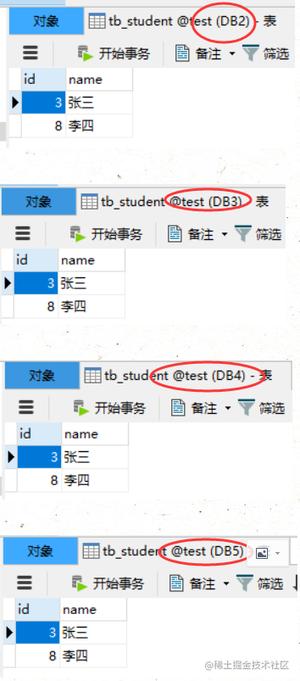 对象 tb_student @test (DB2) - 表
开始事务 备注 筛选
id name
3 张三
8 李四
对象 tb_student @test (DB3) 表
开始事务 备注 筛选
id name
3 张三
8 李四
对象 tb_student @test (DB4) - 表
开始事务 备注 筛选
id name
3 张三
8 李四
对象 tb_student @test (DB5)
开始事务 备注 筛选
id name
3 张三
8 李四
@稀土掘金技术社区